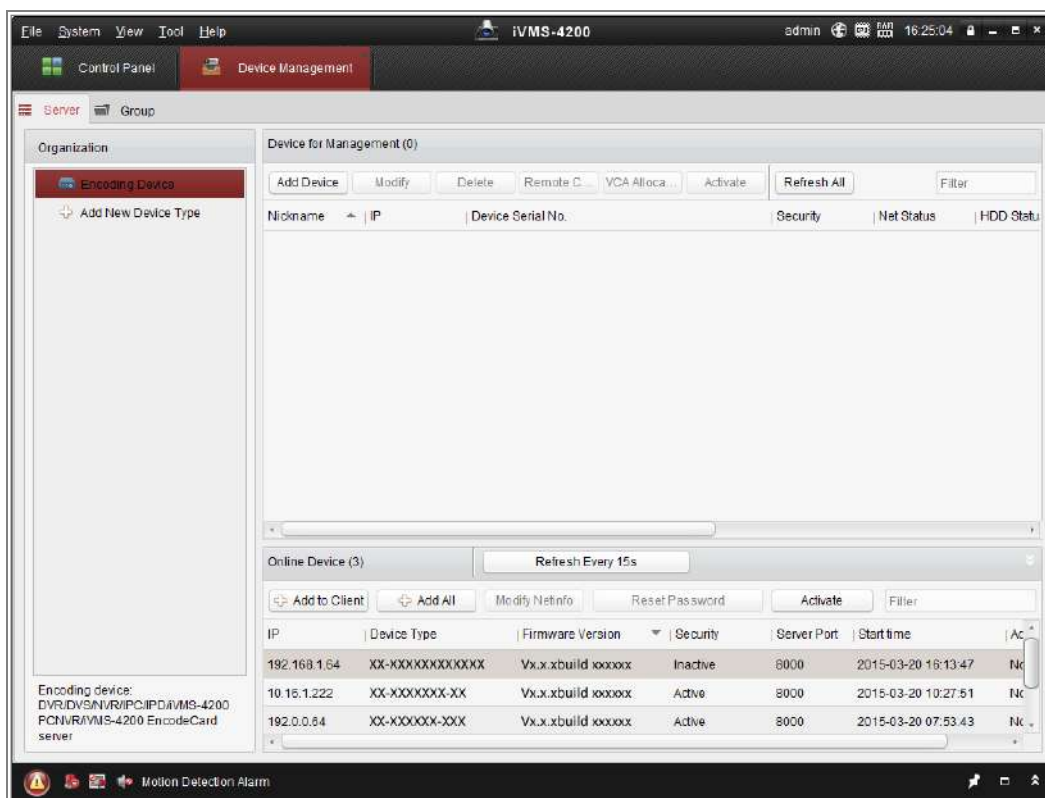 File System View Tool Help iVMS-4200 admin 16:25:04
Control Panel Device Management
Server Group
Organization
Encoding Device
Add New Device Type
Encoding device:
DVR/DVS/NVR/IPC/IPD/iVMS-4200
PCNVR/iVMS-4200 EncodeCard
server
Device for Management (0)
Add Device Modify Delete Remote C... VCA Alloca... Activate Refresh All Filter
Nickname IP Device Serial No. Security Net Status HDD Statu
Online Device (3) Refresh Every 15s
Add to Client Add All Modify Netinfo Reset Password Activate Filter
IP Device Type Firmware Version Security Server Port Start time Ac
192.168.1.64 XX-XXXXXXXXXXXX Vx.x.xbuild xxxxxx Inactive 8000 2015-03-20 16:13:47 No
10.16.1.222 XX-XXXXXXX-XX Vx.x.xbuild xxxxxx Active 8000 2015-03-20 10:27:51 No
192.0.0.64 XX-XXXXXX-XXX Vx.x.xbuild xxxxxx Active 8000 2015-03-20 07:53:43 No
Motion Detection Alarm